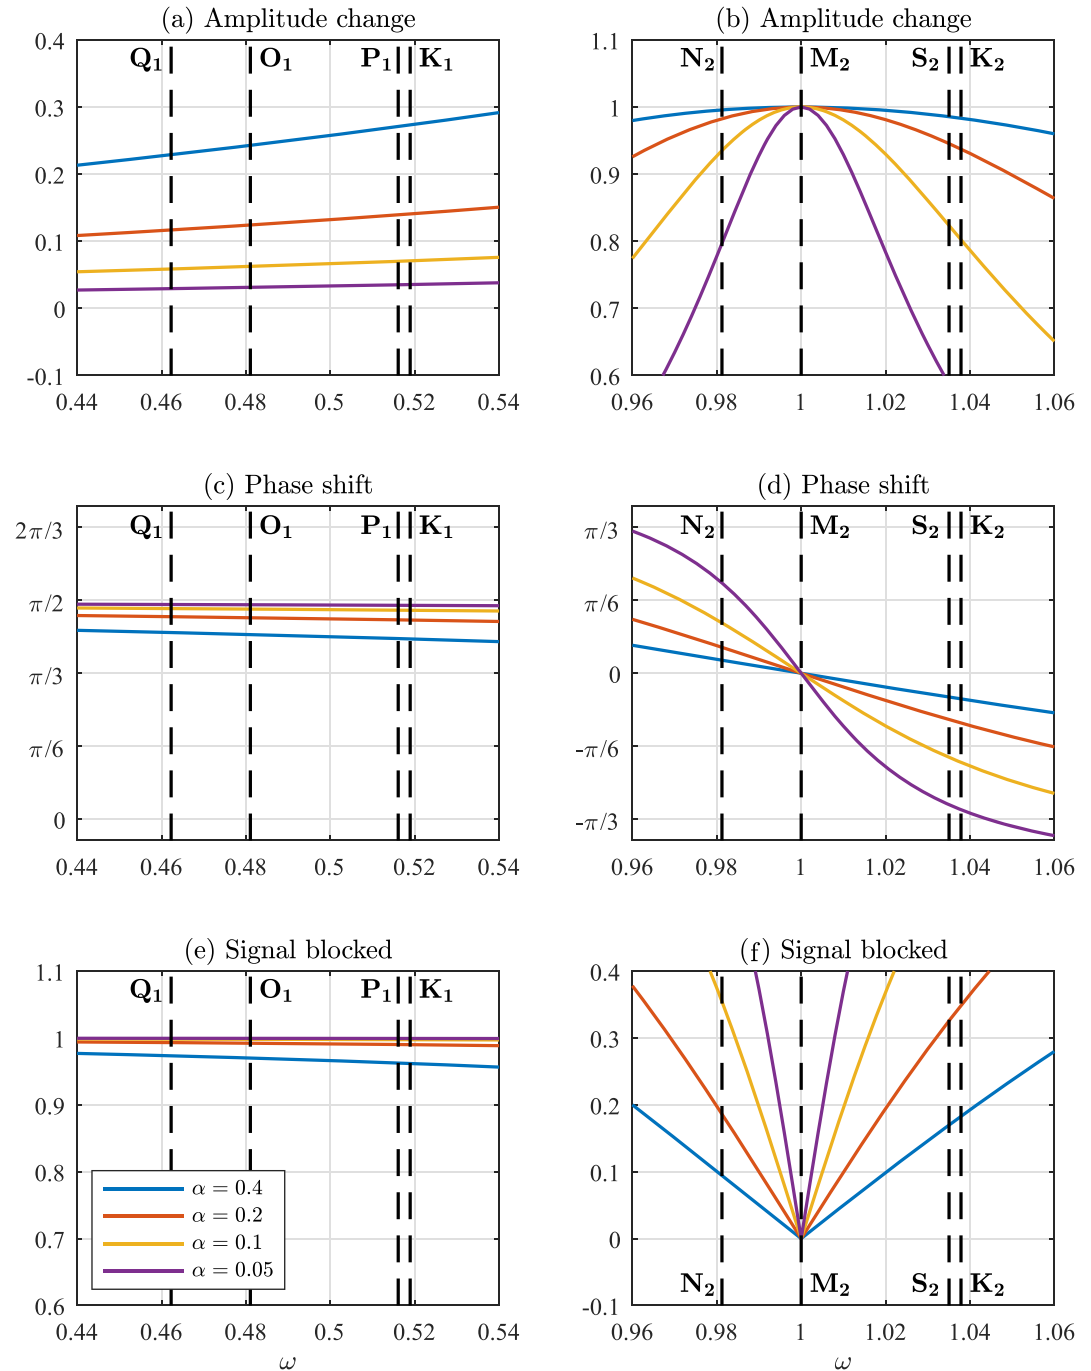 (a) Amplitude change
0.4
0.3
0.2
0.1
0
-0.1
Q₁ O₁ P₁ K₁
0.44 0.46 0.48 0.5 0.52 0.54
(b) Amplitude change
1.1
1
0.9
0.8
0.7
0.6
N₂ M₂ S₂ K₂
0.96 0.98 1 1.02 1.04 1.06
(c) Phase shift
2π/3
π/2
π/3
π/6
0
Q₁ O₁ P₁ K₁
0.44 0.46 0.48 0.5 0.52 0.54
(d) Phase shift
π/3
π/6
0
-π/6
-π/3
N₂ M₂ S₂ K₂
0.96 0.98 1 1.02 1.04 1.06
(e) Signal blocked
1.1
1
0.9
0.8
0.7
0.6
Q₁ O₁ P₁ K₁
α = 0.4
α = 0.2
α = 0.1
α = 0.05
0.44 0.46 0.48 0.5 0.52 0.54
ω
(f) Signal blocked
0.4
0.3
0.2
0.1
0
-0.1
N₂ M₂ S₂ K₂
0.96 0.98 1 1.02 1.04 1.06
ω